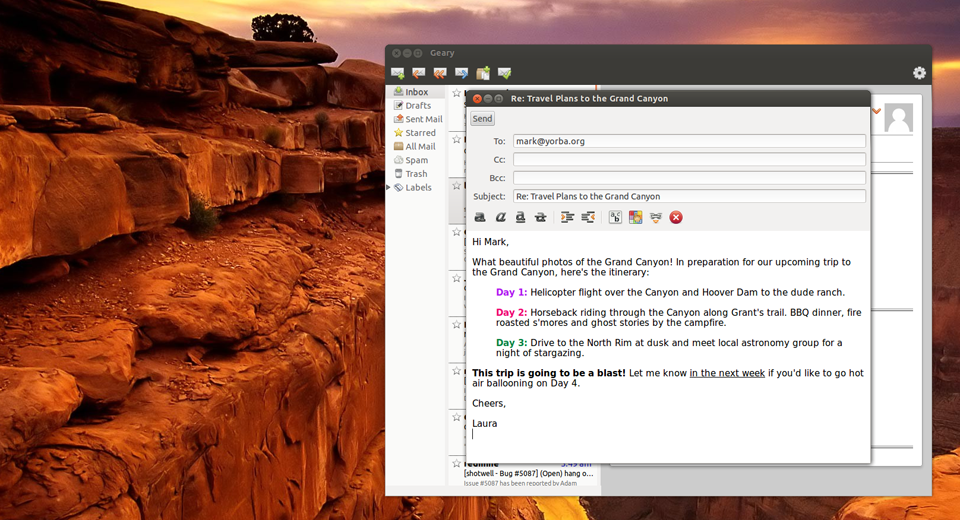 Geary
Inbox
Drafts
Sent Mail
Starred
All Mail
Spam
Trash
Labels
Re: Travel Plans to the Grand Canyon
Send
To: mark@yorba.org
Cc:
Bcc:
Subject: Re: Travel Plans to the Grand Canyon
Hi Mark,
What beautiful photos of the Grand Canyon! In preparation for our upcoming trip to
the Grand Canyon, here's the itinerary:
Day 1: Helicopter flight over the Canyon and Hoover Dam to the dude ranch.
Day 2: Horseback riding through the Canyon along Grant's trail. BBQ dinner, fire
roasted s'mores and ghost stories by the campfire.
Day 3: Drive to the North Rim at dusk and meet local astronomy group for a
night of stargazing.
This trip is going to be a blast! Let me know in the next week if you'd like to go hot
air ballooning on Day 4.
Cheers,
Laura
[shotwell - Bug #5087] (Open) hang o...
Issue #5087 has been reported by Adam